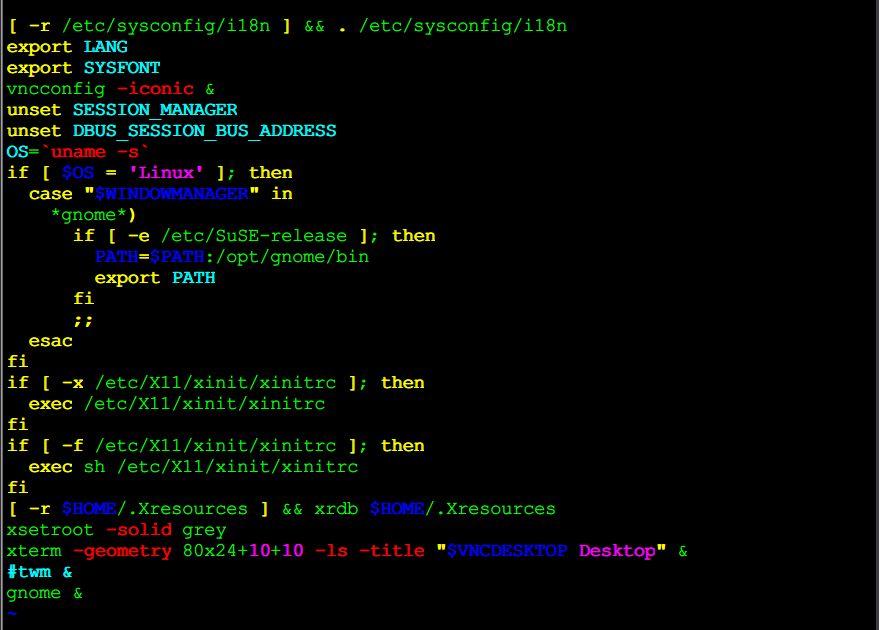 [ -r /etc/sysconfig/i18n ] && . /etc/sysconfig/i18n
export LANG
export SYSFONT
vncconfig -iconic &
unset SESSION_MANAGER
unset DBUS_SESSION_BUS_ADDRESS
OS=`uname -s`
if [ $OS = 'Linux' ]; then
  case "$WINDOWMANAGER" in
    *gnome*)
      if [ -e /etc/SuSE-release ]; then
        PATH=$PATH:/opt/gnome/bin
        export PATH
      fi
      ;;
  esac
fi
if [ -x /etc/X11/xinit/xinitrc ]; then
  exec /etc/X11/xinit/xinitrc
fi
if [ -f /etc/X11/xinit/xinitrc ]; then
  exec sh /etc/X11/xinit/xinitrc
fi
[ -r $HOME/.Xresources ] && xrdb $HOME/.Xresources
xsetroot -solid grey
xterm -geometry 80x24+10+10 -ls -title "$VNCDESKTOP Desktop" &
#twm &
gnome &
~